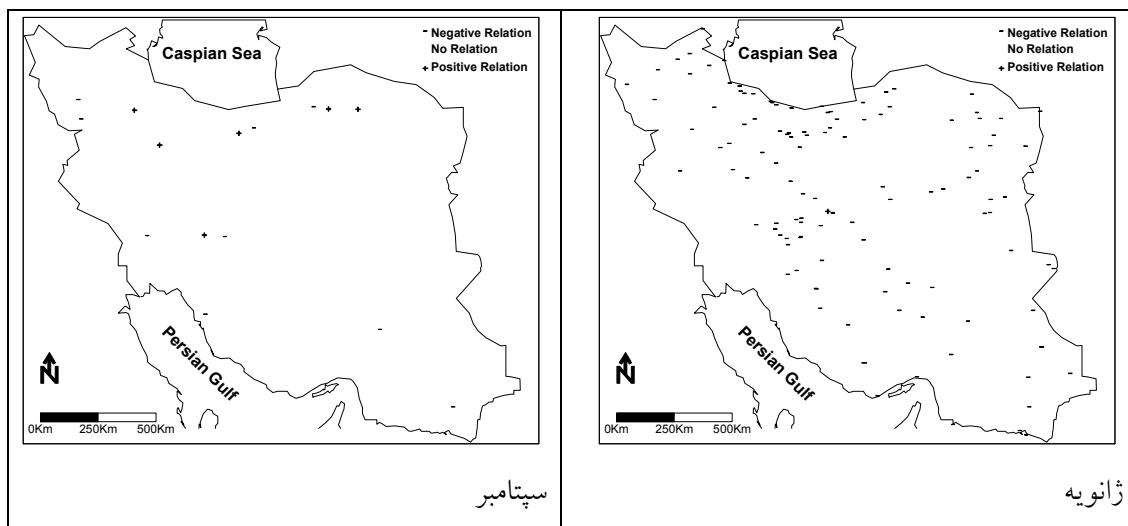 Caspian Sea
- Negative Relation
No Relation
+ Positive Relation
Persian Gulf
N
0Km 250Km 500Km
سپتامبر
Caspian Sea
- Negative Relation
No Relation
+ Positive Relation
Persian Gulf
N
0Km 250Km 500Km
ژانویه